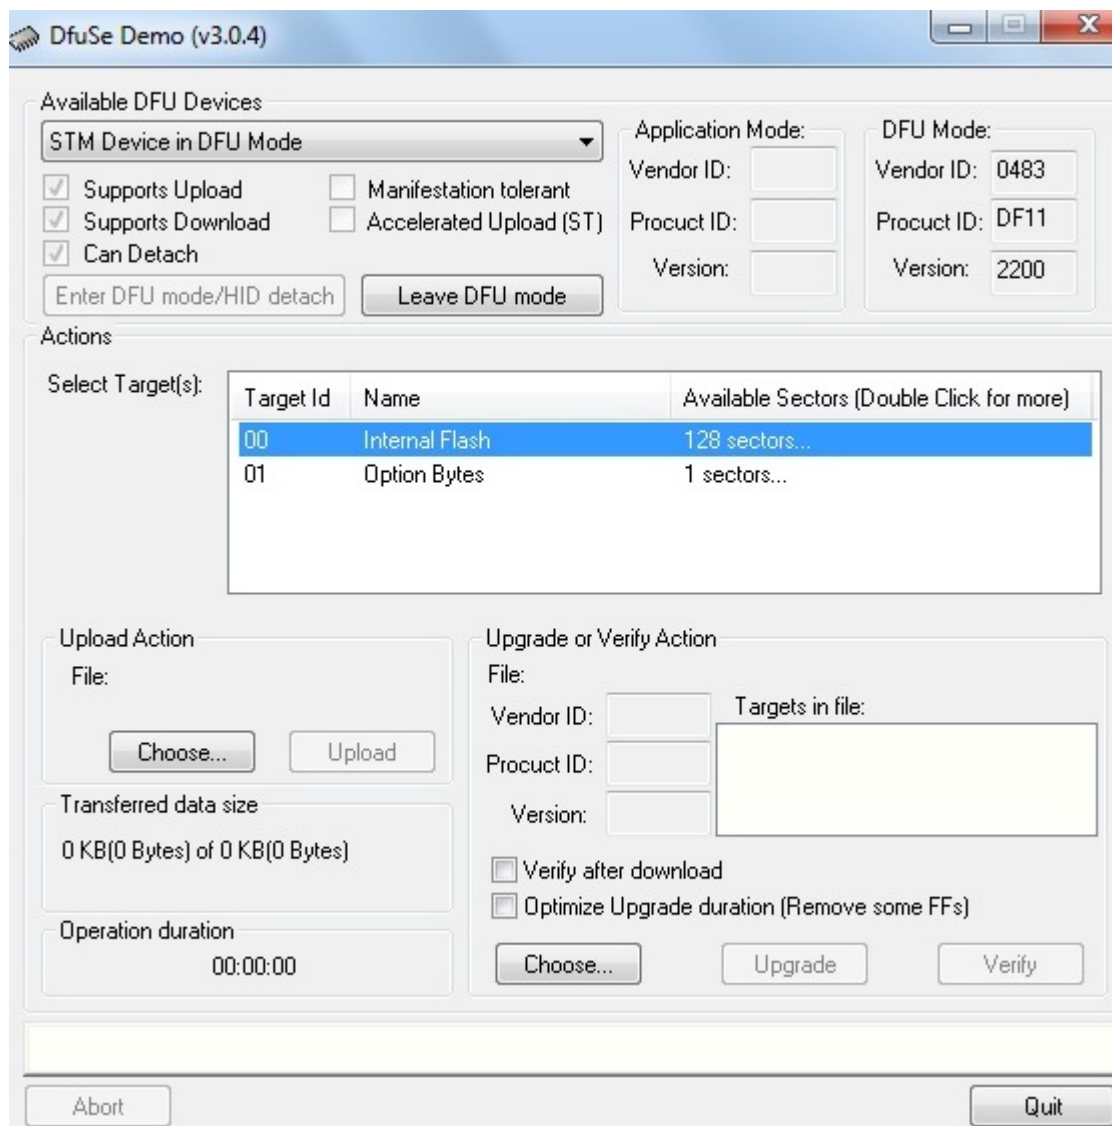 DfuSe Demo (v3.0.4)
Available DFU Devices
STM Device in DFU Mode
Supports Upload
Manifestation tolerant
Supports Download
Accelerated Upload (ST)
Can Detach
Enter DFU mode/HID detach
Leave DFU mode
Application Mode:
Vendor ID:
Procuct ID:
Version:
DFU Mode:
Vendor ID: 0483
Procuct ID: DF11
Version: 2200
Actions
Select Target(s):
Target Id Name Available Sectors (Double Click for more)
00 Internal Flash 128 sectors...
01 Option Bytes 1 sectors...
Upload Action
File:
Choose... Upload
Transferred data size
0 KB(0 Bytes) of 0 KB(0 Bytes)
Operation duration
00:00:00
Upgrade or Verify Action
File:
Vendor ID:
Procuct ID:
Version:
Targets in file:
Verify after download
Optimize Upgrade duration (Remove some FFs)
Choose... Upgrade Verify
Abort Quit